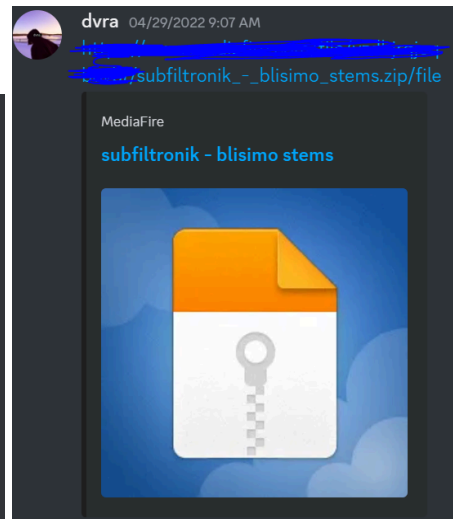 dvra 04/29/2022 9:07 AM
/subfiltronik_-_blisimo_stems.zip/file
MediaFire
subfiltronik - blisimo stems